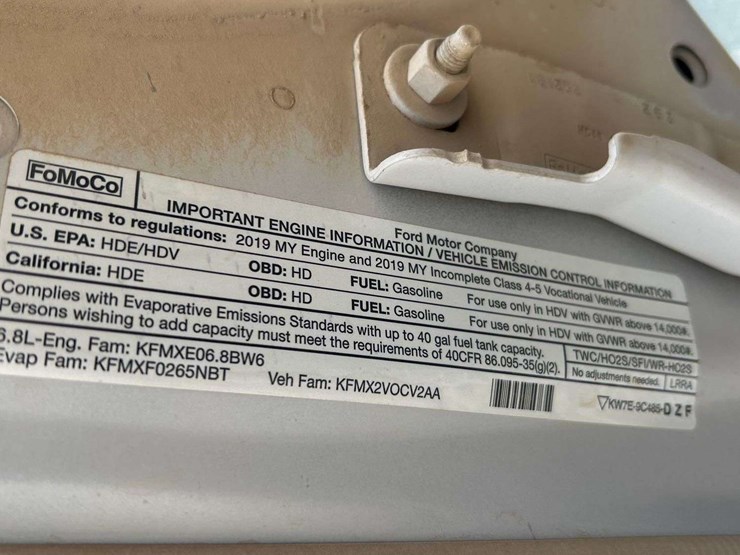 FoMoCo
Ford Motor Company
IMPORTANT ENGINE INFORMATION / VEHICLE EMISSION CONTROL INFORMATION
Conforms to regulations: 2019 MY Engine and 2019 MY Incomplete Class 4-5 Vocational Vehicle
U.S. EPA: HDE/HDV OBD: HD FUEL: Gasoline For use only in HDV with GVWR above 14,000#.
California: HDE OBD: HD FUEL: Gasoline For use only in HDV with GVWR above 14,000#.
Complies with Evaporative Emissions Standards with up to 40 gal fuel tank capacity.
Persons wishing to add capacity must meet the requirements of 40CFR 86.095-35(g)(2).
TWC/HO2S/SFI/WR-HO2S
No adjustments needed. LRRA
6.8L-Eng. Fam: KFMXE06.8BW6
Evap Fam: KFMXF0265NBT Veh Fam: KFMX2VOCV2AA
KW7E-9C485-D Z F